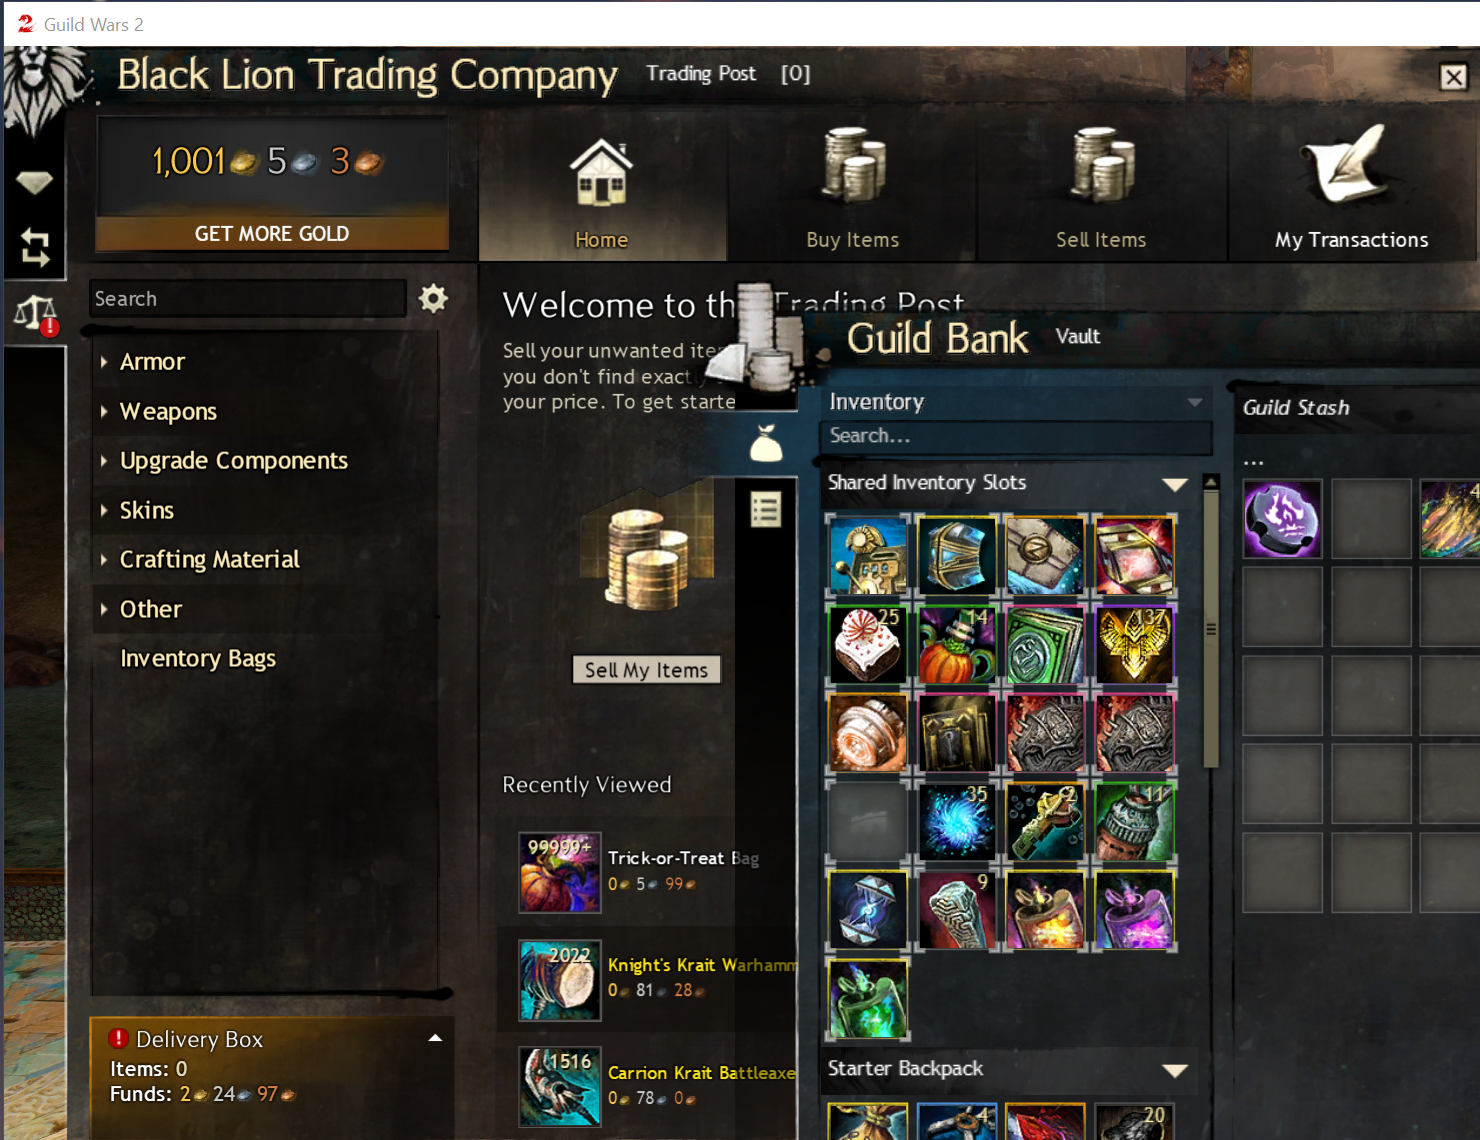 Guild Wars 2
Black Lion Trading Company Trading Post [0]
1,001 5 3
GET MORE GOLD
Home
Buy Items
Sell Items
My Transactions
Search
Armor
Weapons
Upgrade Components
Skins
Crafting Material
Other
Inventory Bags
Delivery Box
Items: 0
Funds: 2 24 97
Welcome to th Trading Post
Sell your unwanted ite
you don't find exact
your price. To get starte
Sell My Items
Recently Viewed
99999+
Trick-or-Treat Bag
0 5 99
2022
Knight's Krait Warhamm
0 81 28
1516
Carrion Krait Battleaxe
0 78 0
Guild Bank Vault
Inventory
Search...
Shared Inventory Slots
25 14 137
35 2 11
9
Starter Backpack
4 20
Guild Stash
...
4